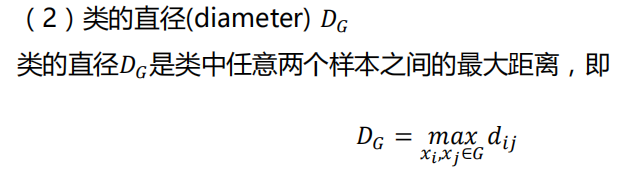 （2）类的直径(diameter) D_G
类的直径D_G是类中任意两个样本之间的最大距离，即
D_G = max d_{ij}
x_i,x_j∈G